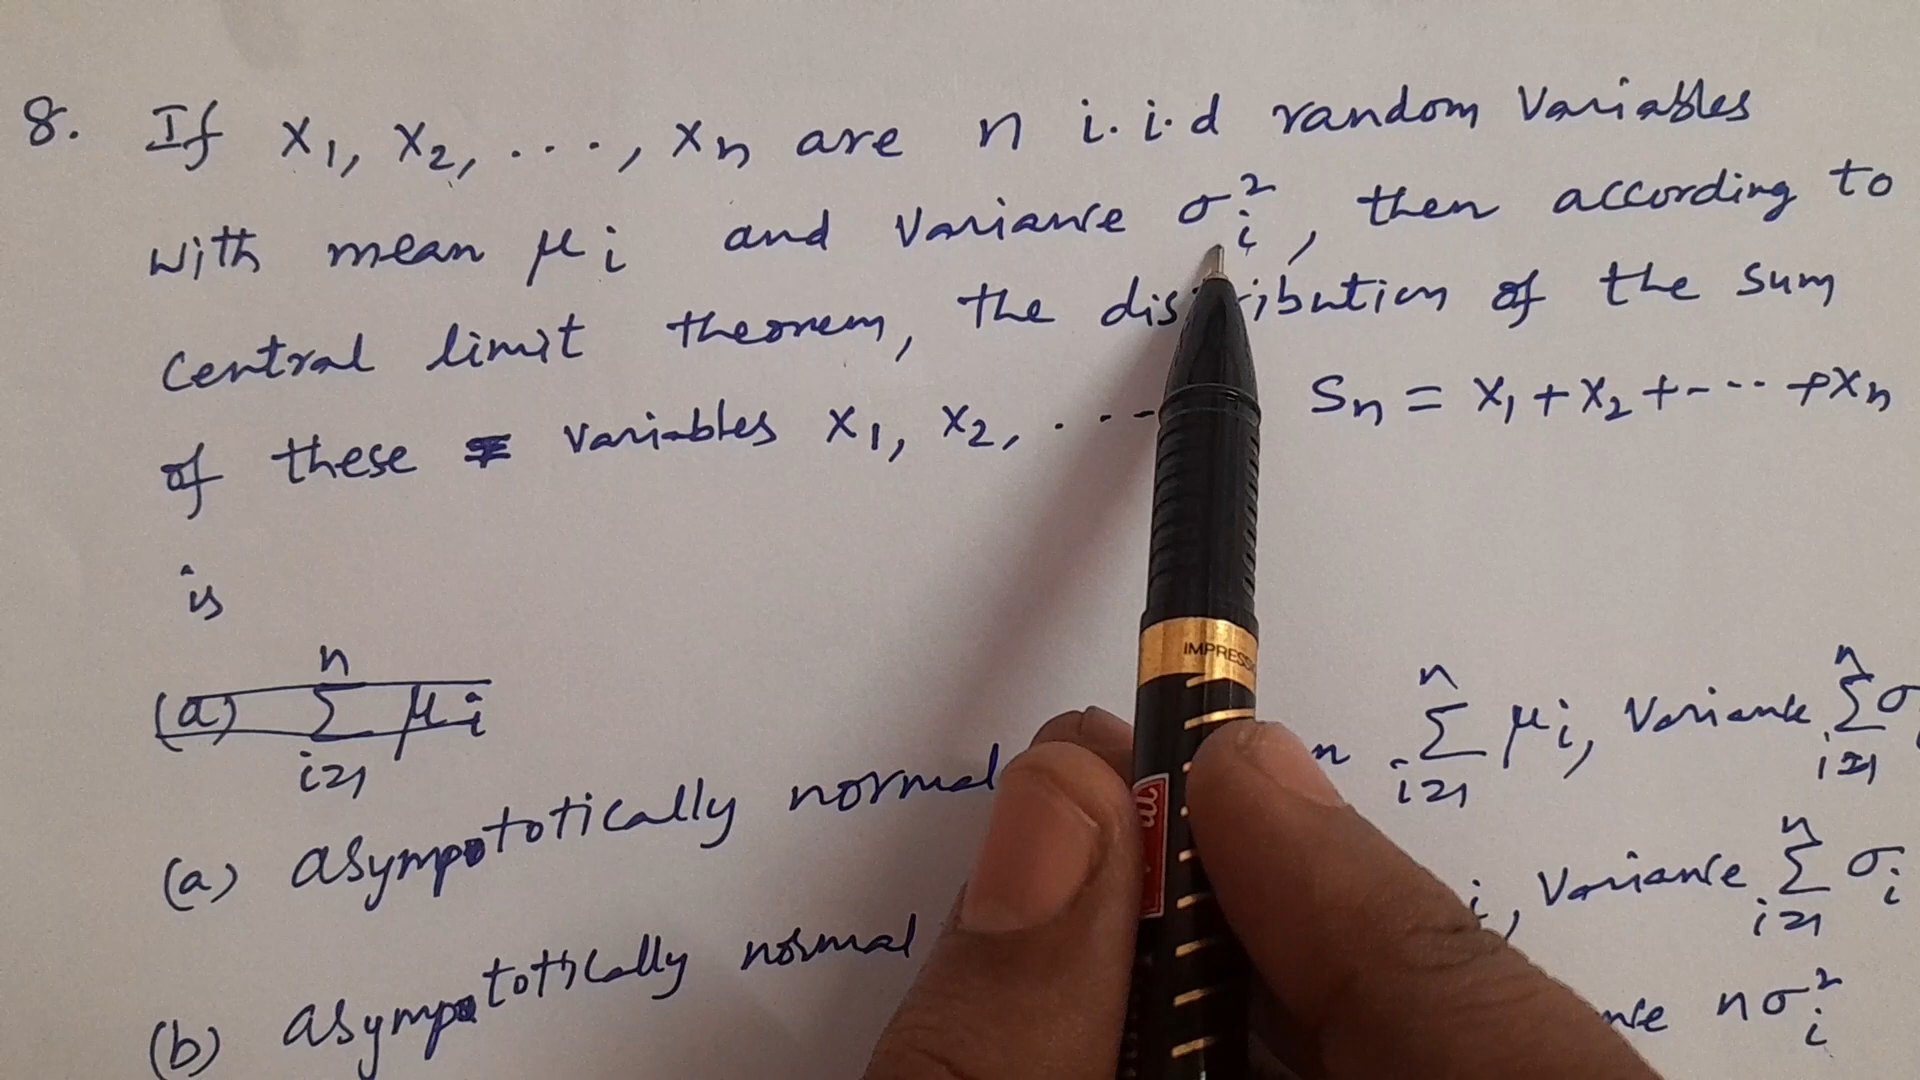 8. If X1, X2, ...., Xn are n i.i.d random Variables
with mean μi and Variance σi², then according to
Central limit theorem, the distribution of the sum
of these variables X1, X2, .... Sn = X1 + X2 + ---- + Xn
is
(a) n Σ i=1 μi
(a) asympototically normal n Σ i=1 μi, Variance n Σ i=1 σ
i, Variance n Σ i=1 σi
(b) asympototically normal nσi²
IMPRESS